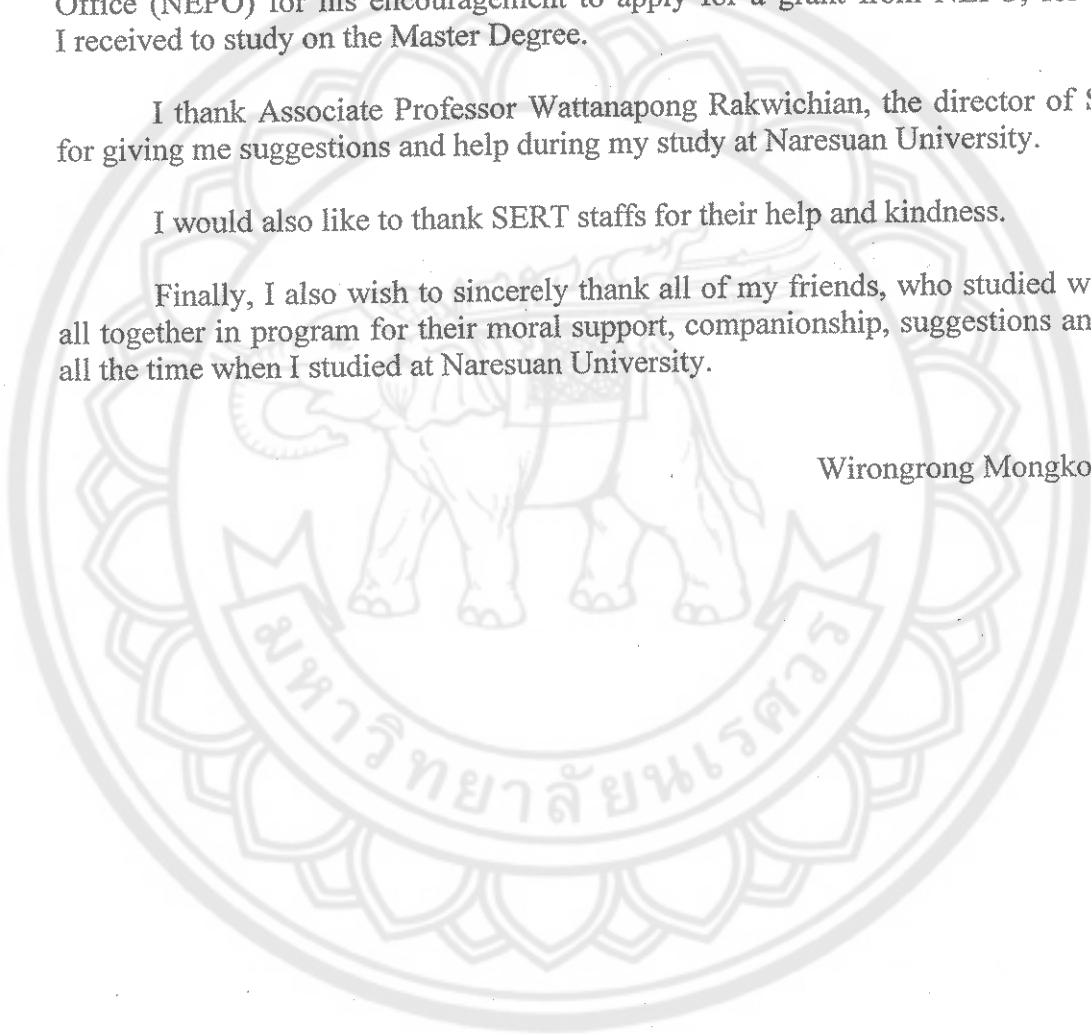 Office (NEPO) for his encouragement to apply for a grant from NEPO,
I received to study on the Master Degree.
I thank Associate Professor Wattanapong Rakwichian, the director of
for giving me suggestions and help during my study at Naresuan University.
I would also like to thank SERT staffs for their help and kindness.
Finally, I also wish to sincerely thank all of my friends, who studied
all together in program for their moral support, companionship, suggestions
all the time when I studied at Naresuan University.
Wirongrong
มหาวิทยาลัยนเรศวร